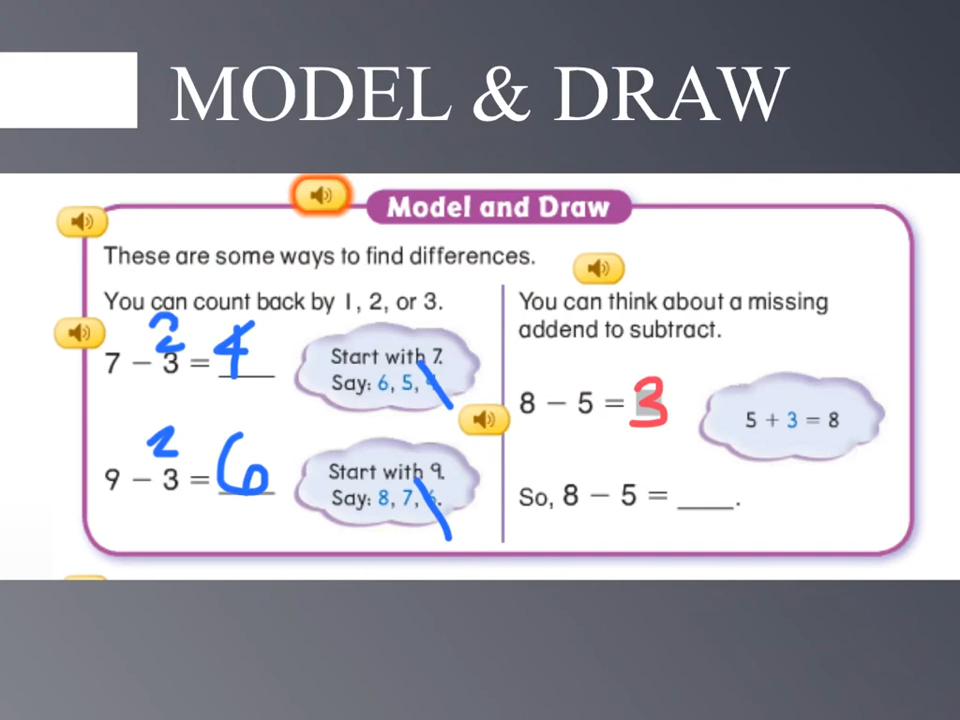 MODEL & DRAW
Model and Draw
These are some ways to find differences.
You can count back by 1, 2, or 3.
2
7 − 3 = 4
Start with 7.
Say: 6, 5,
2
9 − 3 = 6
Start with 9.
Say: 8, 7, 6.
You can think about a missing
addend to subtract.
8 − 5 = 3
5 + 3 = 8
So, 8 − 5 = ____.